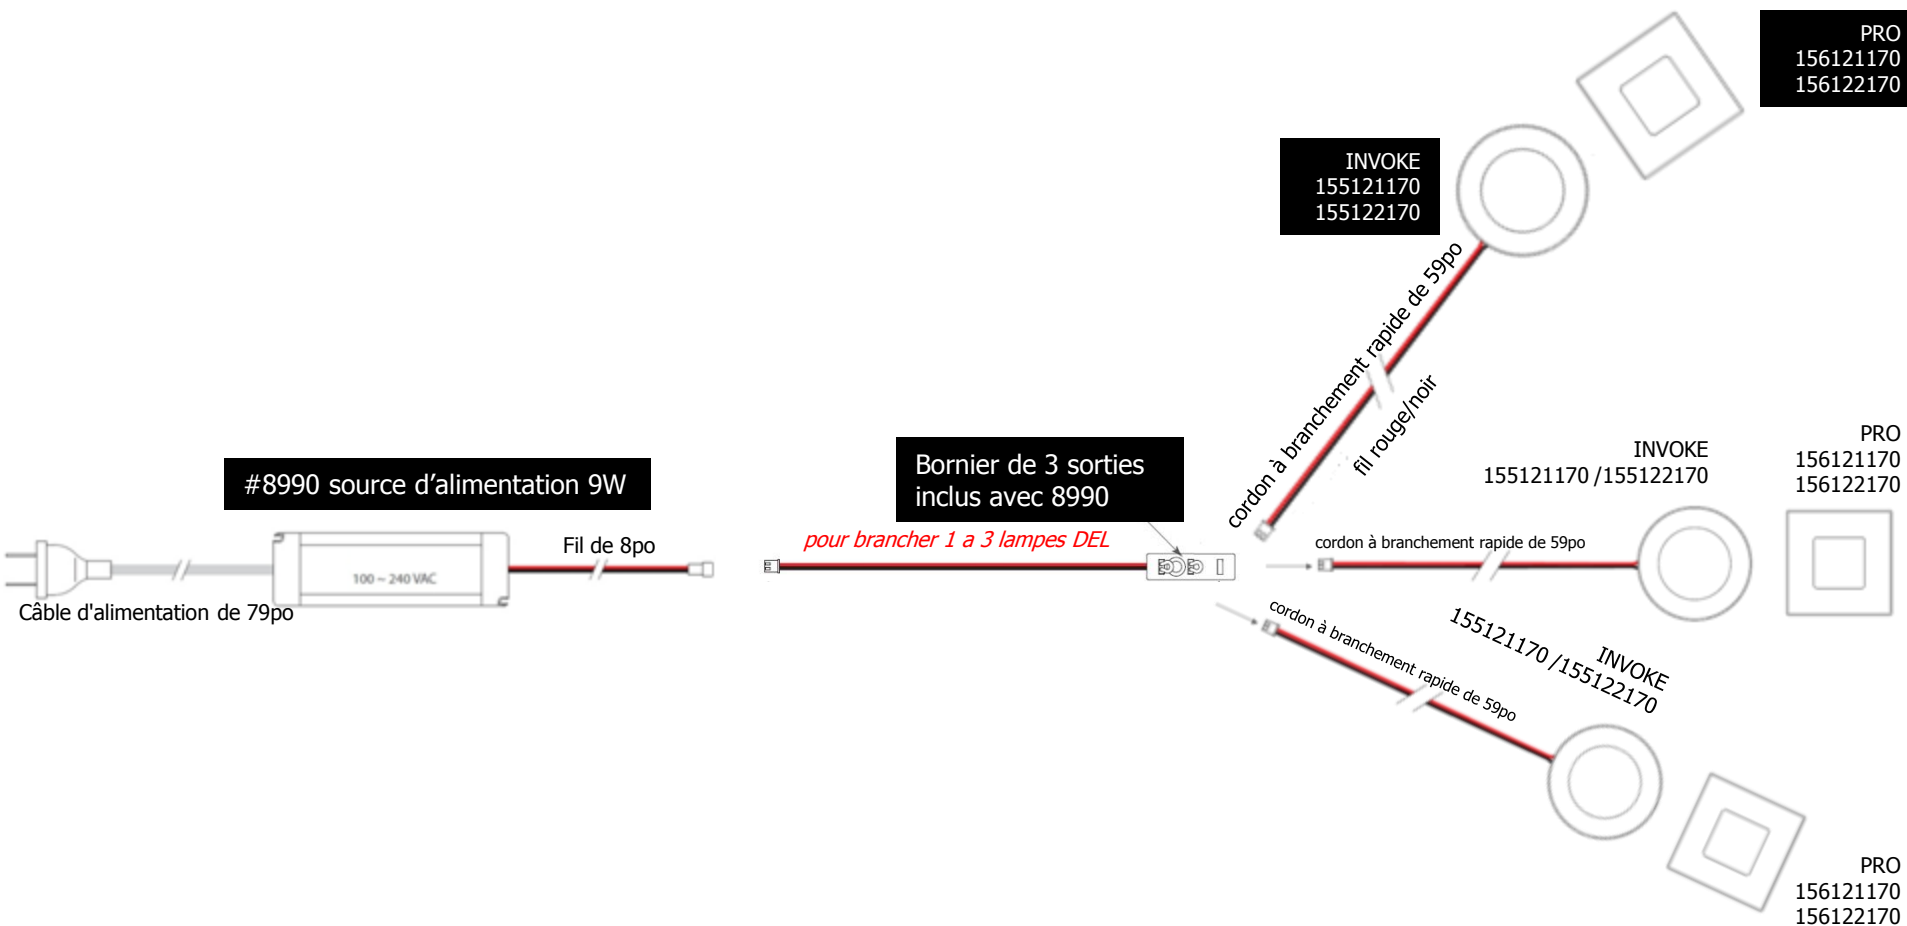 PRO
156121170
156122170
INVOKE
155121170
155122170
cordon à branchement rapide de 59po
fil rouge/noir
#8990 source d’alimentation 9W
Bornier de 3 sorties
inclus avec 8990
INVOKE
155121170 /155122170
PRO
156121170
156122170
Fil de 8po
pour brancher 1 a 3 lampes DEL
cordon à branchement rapide de 59po
100 ~ 240 VAC
Câble d'alimentation de 79po
cordon à branchement rapide de 59po
INVOKE
155121170 /155122170
PRO
156121170
156122170